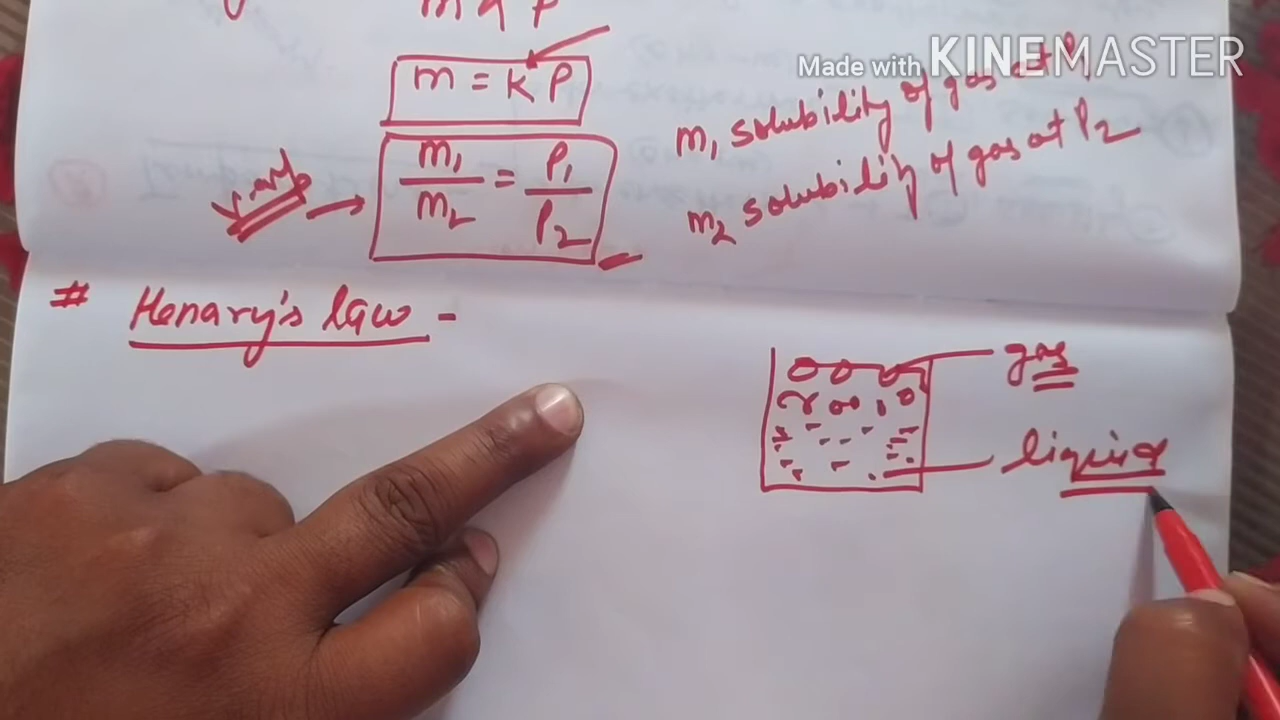 m α P
Made with KINEMASTER
m = K P
m1 solubility of gas at P1
m1/m2 = P1/P2
m2 solubility of gas at P2
# Henary's law -
gas
liquid